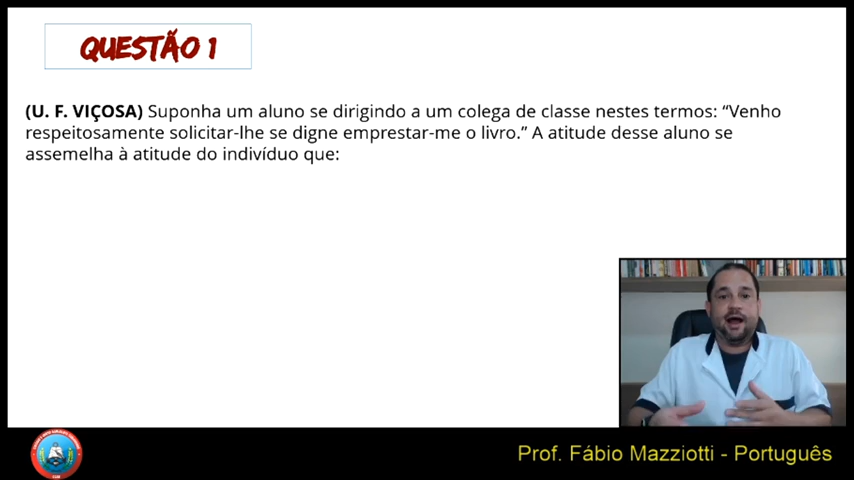 QUESTÃO 1
(U. F. VIÇOSA) Suponha um aluno se dirigindo a um colega de classe nestes termos: “Venho
respeitosamente solicitar-lhe se digne emprestar-me o livro.” A atitude desse aluno se
assemelha à atitude do indivíduo que:
Prof. Fábio Mazziotti - Português